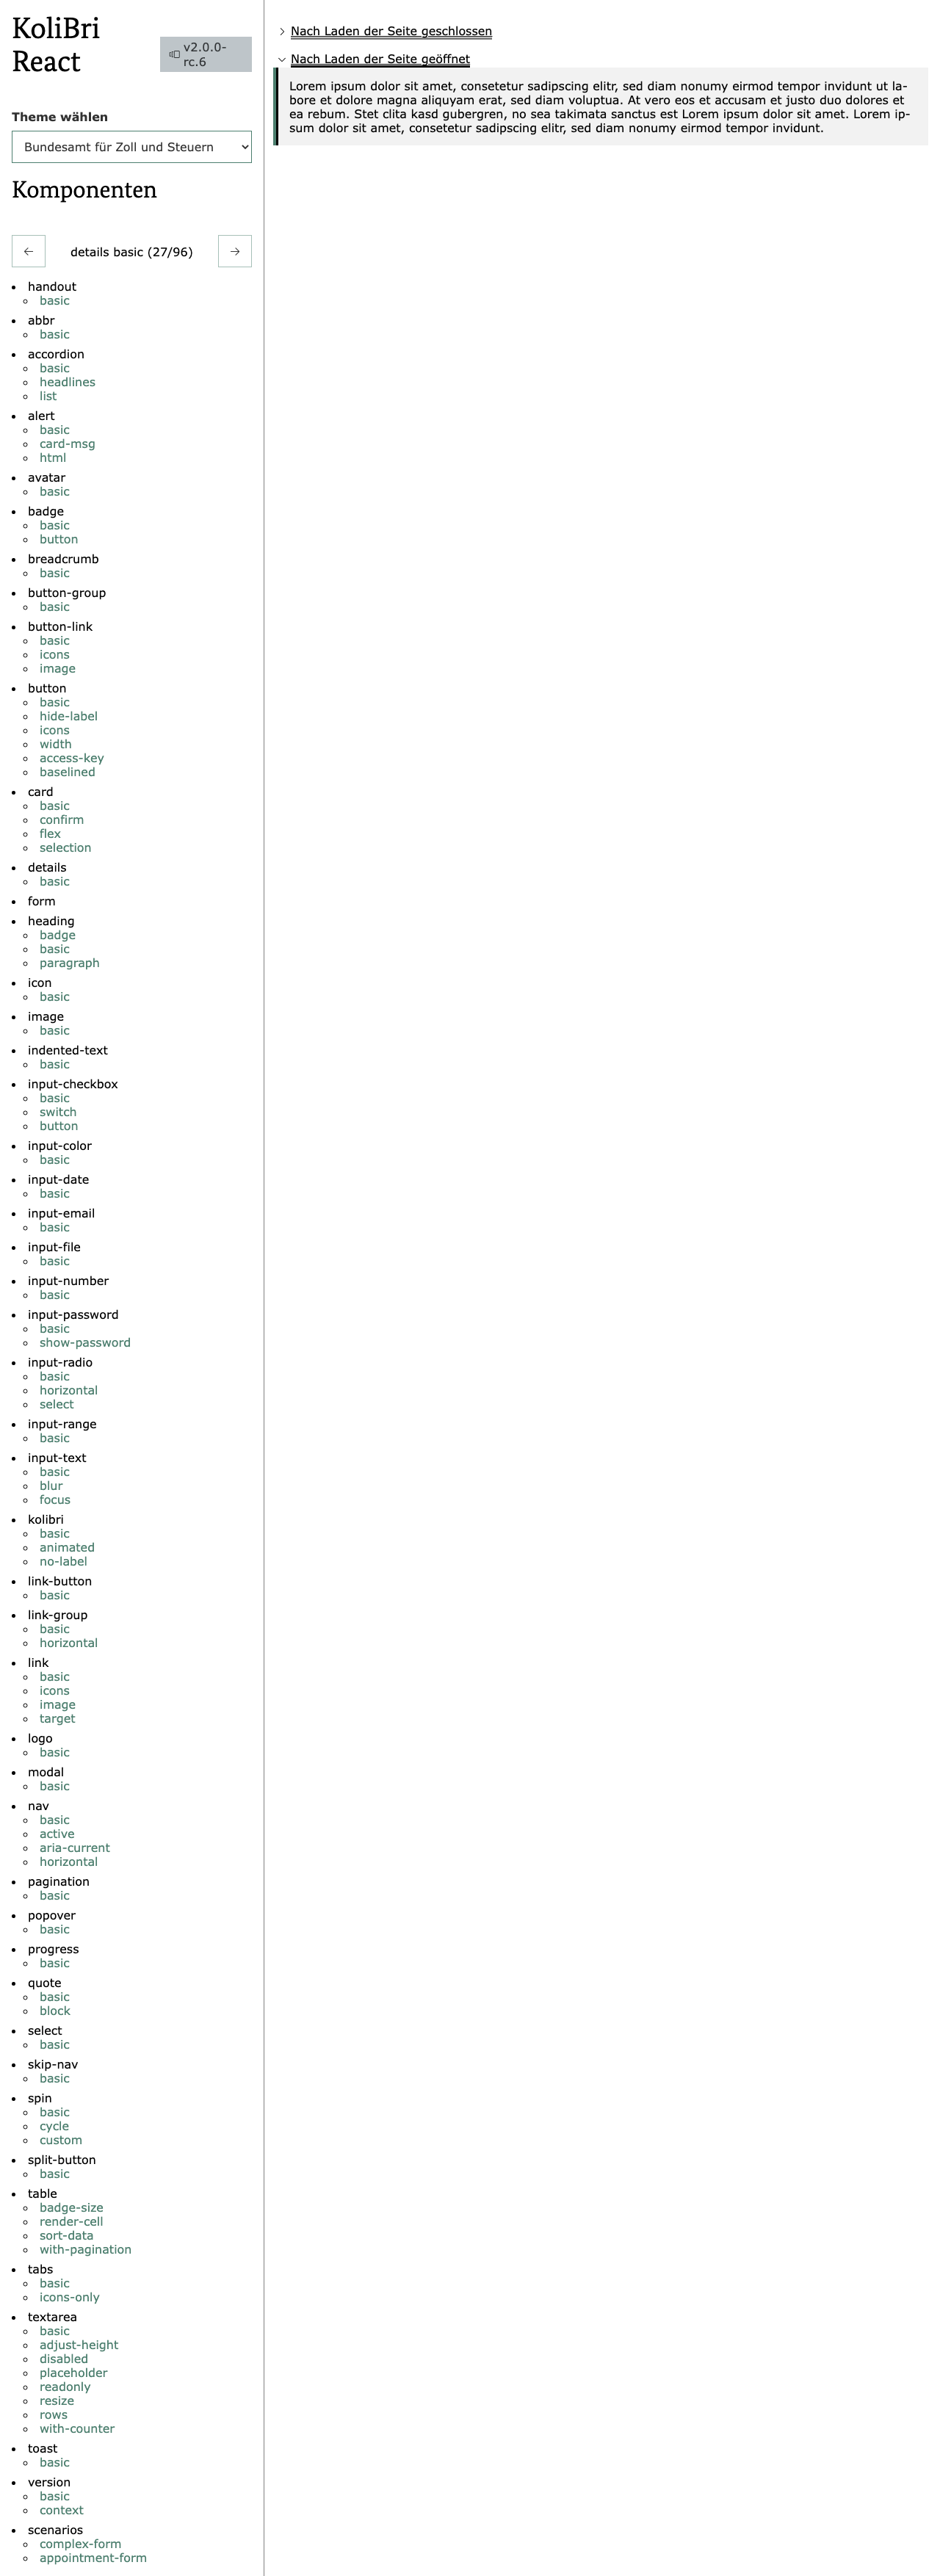 KoliBri
React
v2.0.0-
rc.6
Theme wählen
Bundesamt für Zoll und Steuern
Komponenten
← details basic (27/96) →
handout
basic
abbr
basic
accordion
basic
headlines
list
alert
basic
card-msg
html
avatar
basic
badge
basic
button
breadcrumb
basic
button-group
basic
button-link
basic
icons
image
button
basic
hide-label
icons
width
access-key
baselined
card
basic
confirm
flex
selection
details
basic
form
heading
badge
basic
paragraph
icon
basic
image
basic
indented-text
basic
input-checkbox
basic
switch
button
input-color
basic
input-date
basic
input-email
basic
input-file
basic
input-number
basic
input-password
basic
show-password
input-radio
basic
horizontal
select
input-range
basic
input-text
basic
blur
focus
kolibri
basic
animated
no-label
link-button
basic
link-group
basic
horizontal
link
basic
icons
image
target
logo
basic
modal
basic
nav
basic
active
aria-current
horizontal
pagination
basic
popover
basic
progress
basic
quote
basic
block
select
basic
skip-nav
basic
spin
basic
cycle
custom
split-button
basic
table
badge-size
render-cell
sort-data
with-pagination
tabs
basic
icons-only
textarea
basic
adjust-height
disabled
placeholder
readonly
resize
rows
with-counter
toast
basic
version
basic
context
scenarios
complex-form
appointment-form
Nach Laden der Seite geschlossen
Nach Laden der Seite geöffnet
Lorem ipsum dolor sit amet, consetetur sadipscing elitr, sed diam nonumy eirmod tempor invidunt ut la-
bore et dolore magna aliquyam erat, sed diam voluptua. At vero eos et accusam et justo duo dolores et
ea rebum. Stet clita kasd gubergren, no sea takimata sanctus est Lorem ipsum dolor sit amet. Lorem ip-
sum dolor sit amet, consetetur sadipscing elitr, sed diam nonumy eirmod tempor invidunt.